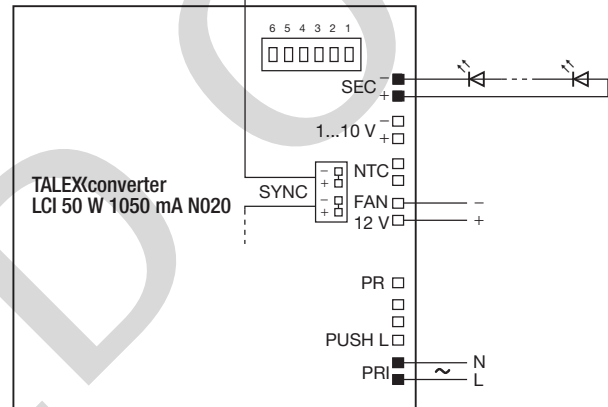 6 5 4 3 2 1
SEC − +
1...10 V − +
NTC
TALEXXconverter
LCI 50 W 1050 mA N020
SYNC − + − +
FAN −
12 V +
PR
PUSH L
PRI ~ N
L